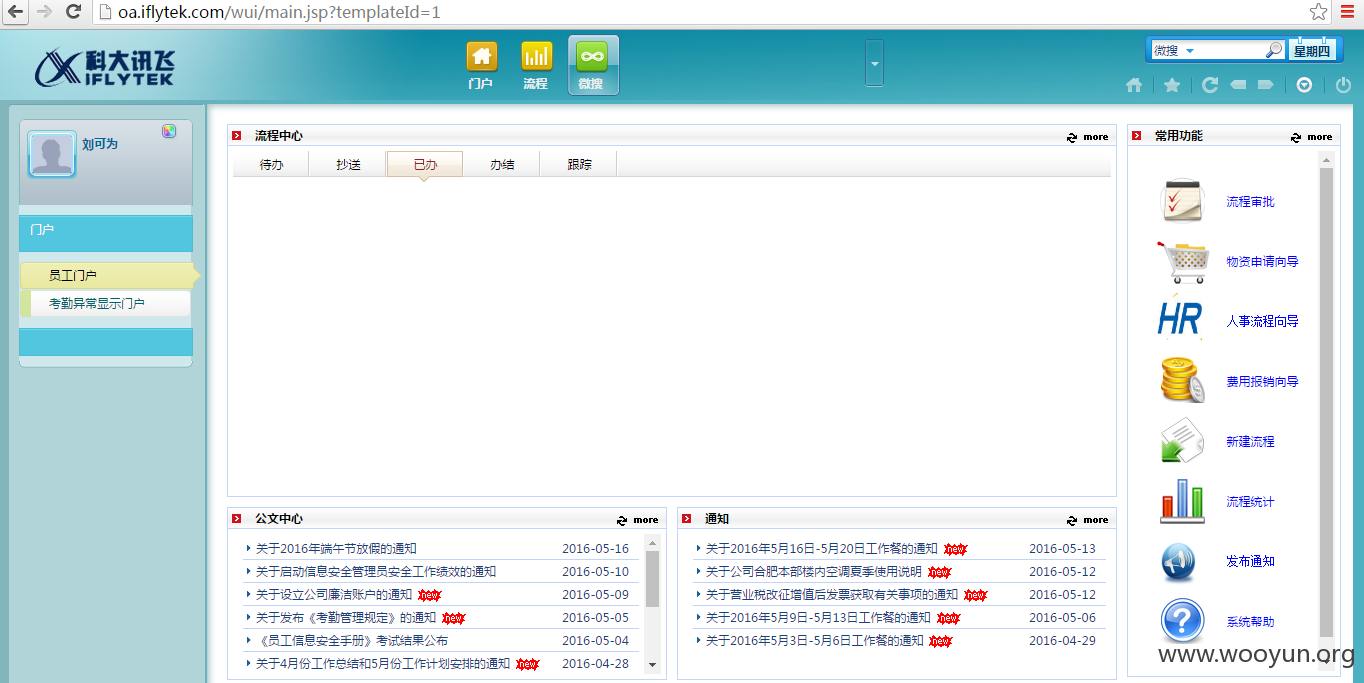 oa.iflytek.com/wui/main.jsp?templateId=1
科大讯飞
IFLYTEK
门户
流程
微搜
微搜
星期四
刘可为
门户
员工门户
考勤异常显示门户
流程中心
more
待办
抄送
已办
办结
跟踪
常用功能
more
流程审批
物资申请向导
HR
人事流程向导
费用报销向导
新建流程
流程统计
发布通知
系统帮助
公文中心
more
关于2016年端午节放假的通知 2016-05-16
关于启动信息安全管理员安全工作绩效的通知 2016-05-10
关于设立公司廉洁账户的通知 new 2016-05-09
关于发布《考勤管理规定》的通知 new 2016-05-05
《员工信息安全手册》考试结果公布 2016-05-04
关于4月份工作总结和5月份工作计划安排的通知 new 2016-04-28
通知
more
关于2016年5月16日-5月20日工作餐的通知 new 2016-05-13
关于公司合肥本部楼内空调夏季使用说明 new 2016-05-12
关于营业税改征增值后发票获取有关事项的通知 new 2016-05-12
关于2016年5月9日-5月13日工作餐的通知 new 2016-05-06
关于2016年5月3日-5月6日工作餐的通知 new 2016-04-29
www.wooyun.org